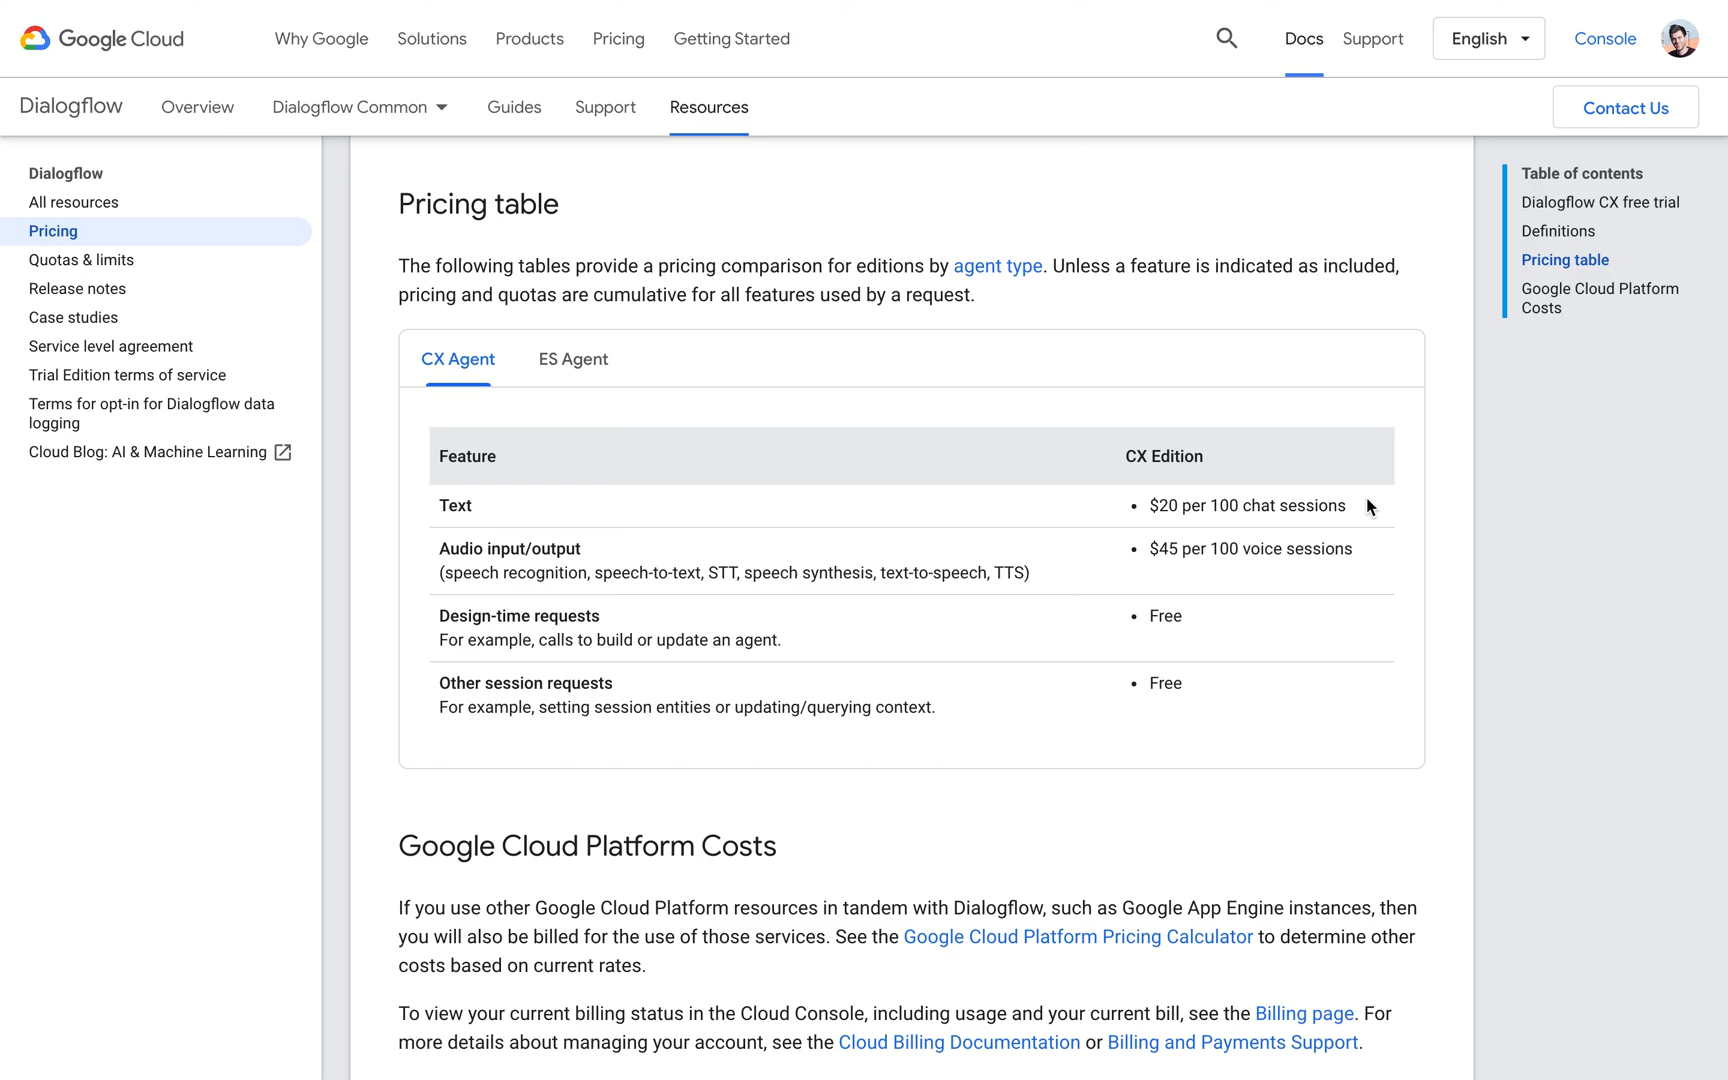 Google Cloud
Why Google
Solutions
Products
Pricing
Getting Started
Docs
Support
English
Console
Dialogflow
Overview
Dialogflow Common
Guides
Support
Resources
Contact Us
Dialogflow
All resources
Pricing
Quotas & limits
Release notes
Case studies
Service level agreement
Trial Edition terms of service
Terms for opt-in for Dialogflow data
logging
Cloud Blog: AI & Machine Learning
Pricing table
The following tables provide a pricing comparison for editions by agent type. Unless a feature is indicated as included,
pricing and quotas are cumulative for all features used by a request.
CX Agent
ES Agent
Feature
CX Edition
Text
• $20 per 100 chat sessions
Audio input/output
(speech recognition, speech-to-text, STT, speech synthesis, text-to-speech, TTS)
• $45 per 100 voice sessions
Design-time requests
For example, calls to build or update an agent.
• Free
Other session requests
For example, setting session entities or updating/querying context.
• Free
Google Cloud Platform Costs
If you use other Google Cloud Platform resources in tandem with Dialogflow, such as Google App Engine instances, then
you will also be billed for the use of those services. See the Google Cloud Platform Pricing Calculator to determine other
costs based on current rates.
To view your current billing status in the Cloud Console, including usage and your current bill, see the Billing page. For
more details about managing your account, see the Cloud Billing Documentation or Billing and Payments Support.
Table of contents
Dialogflow CX free trial
Definitions
Pricing table
Google Cloud Platform
Costs